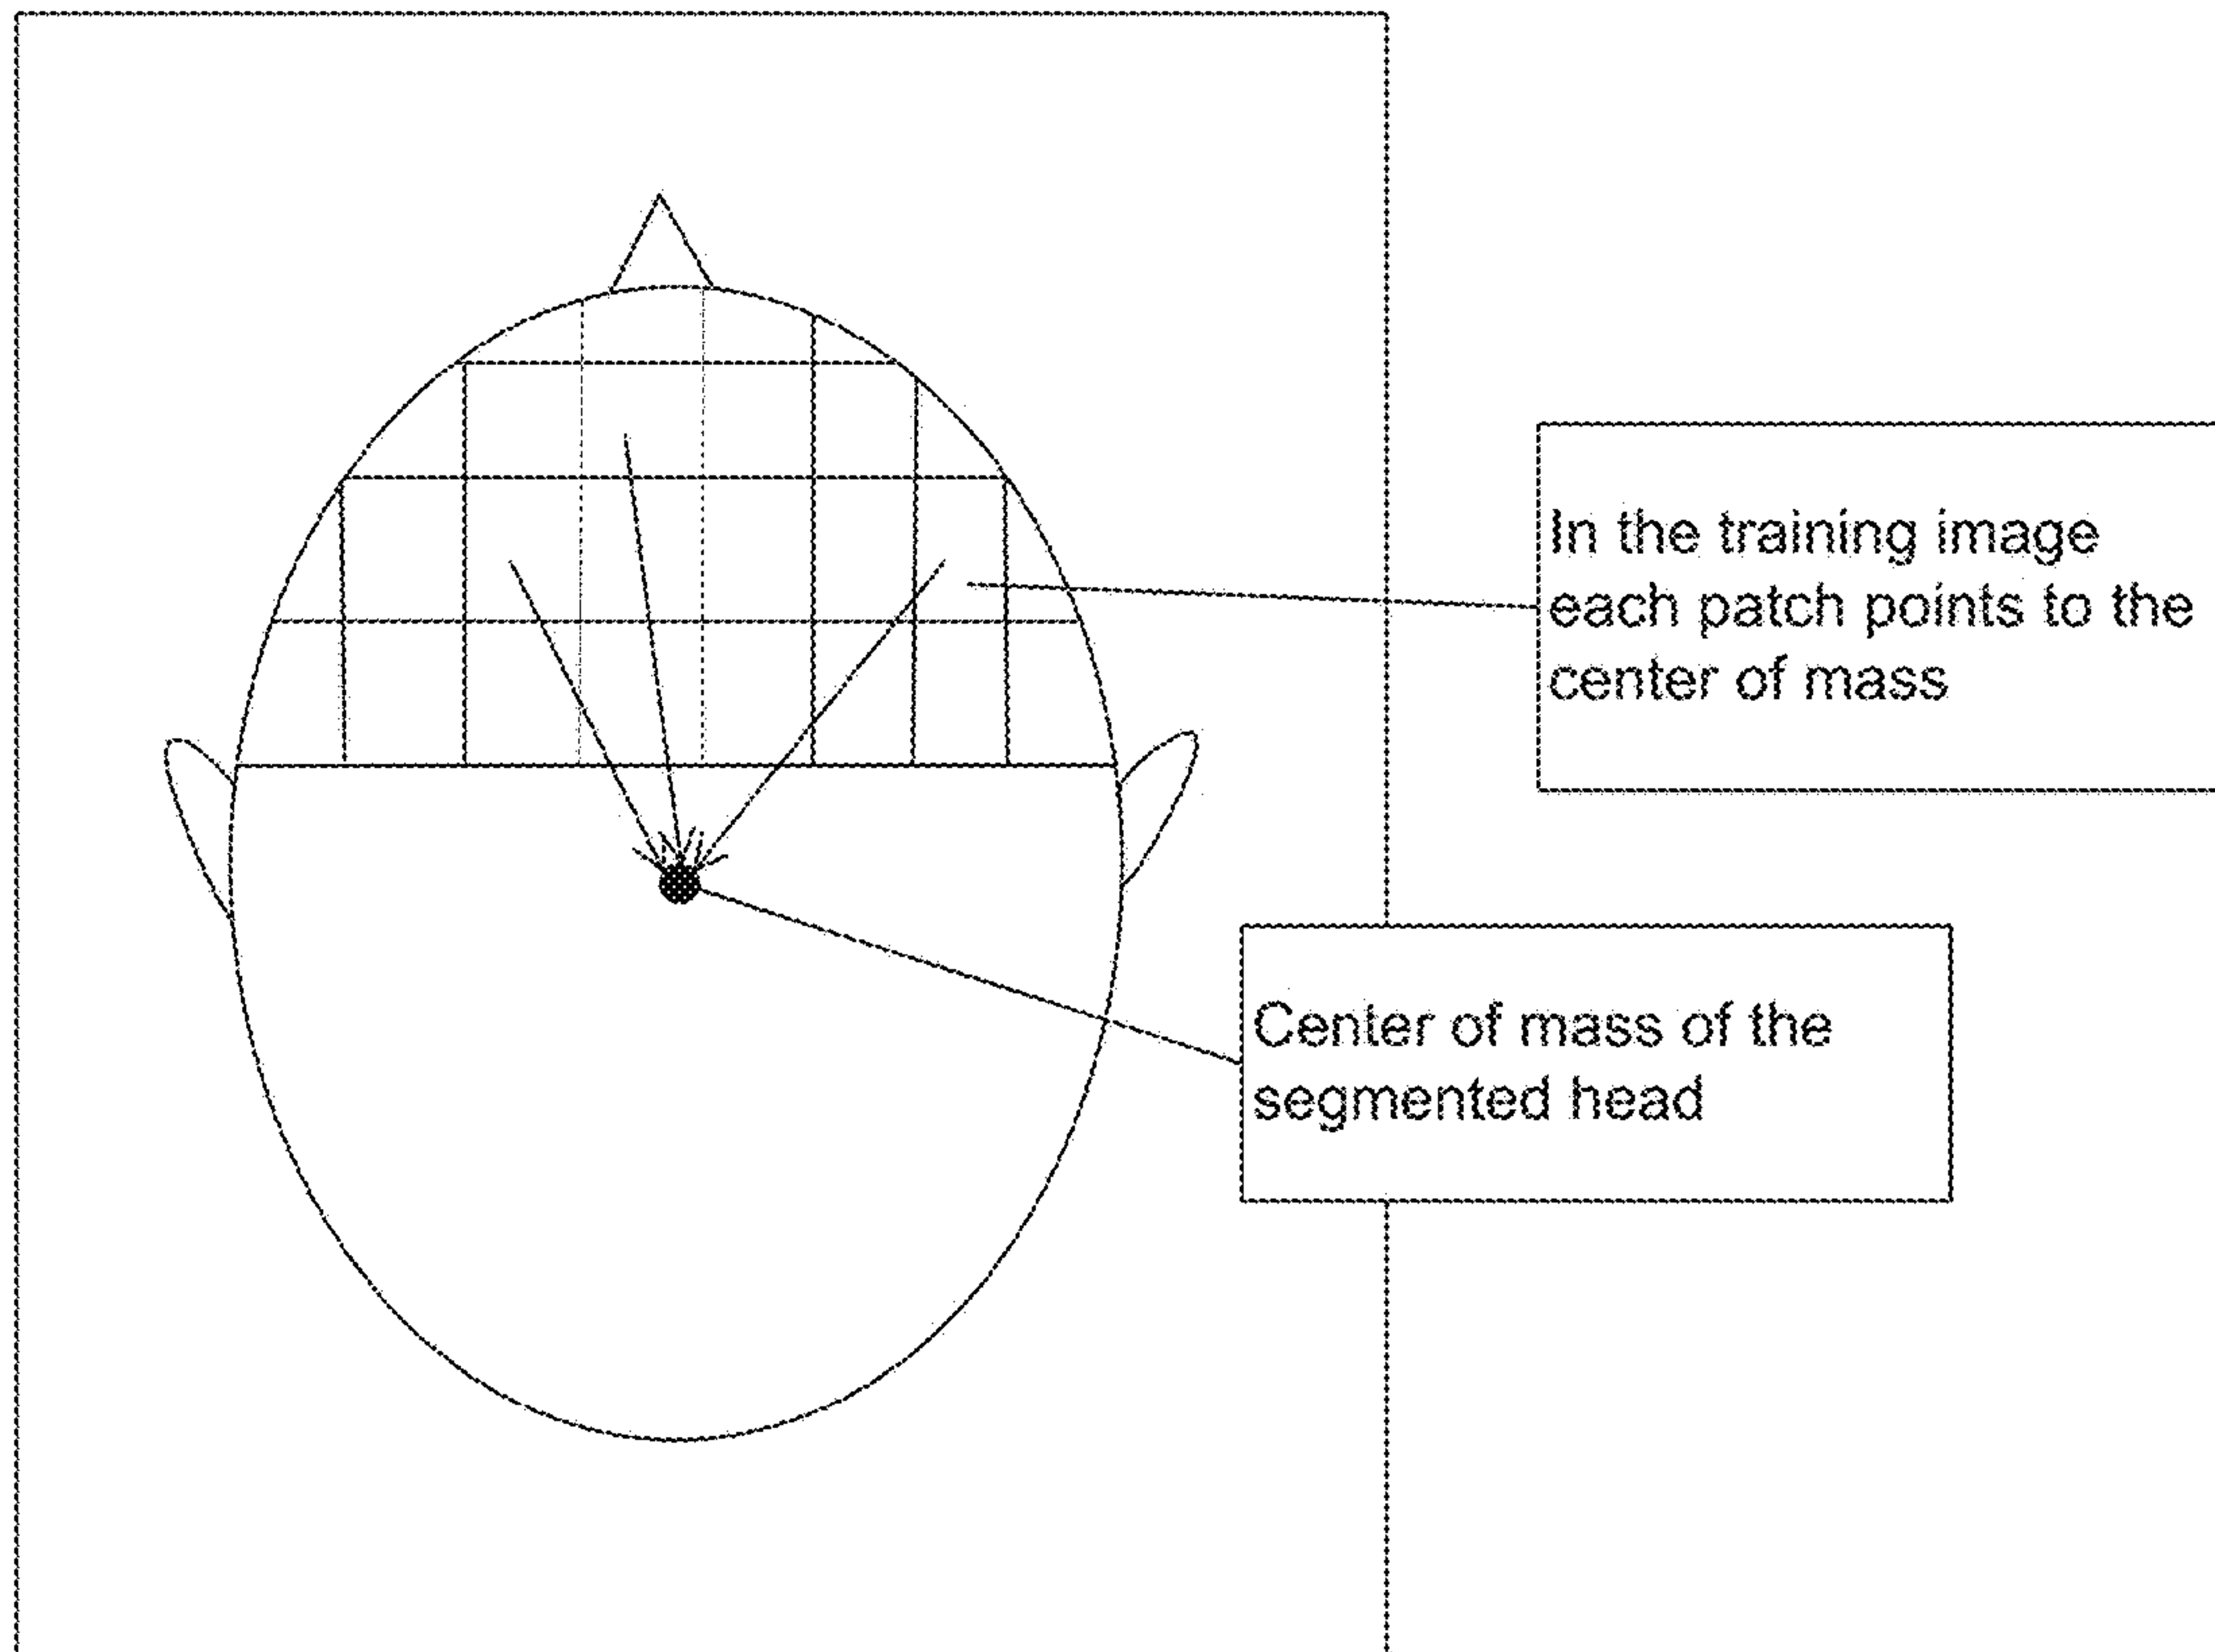 In the training image
each patch points to the
center of mass
Center of mass of the
segmented head